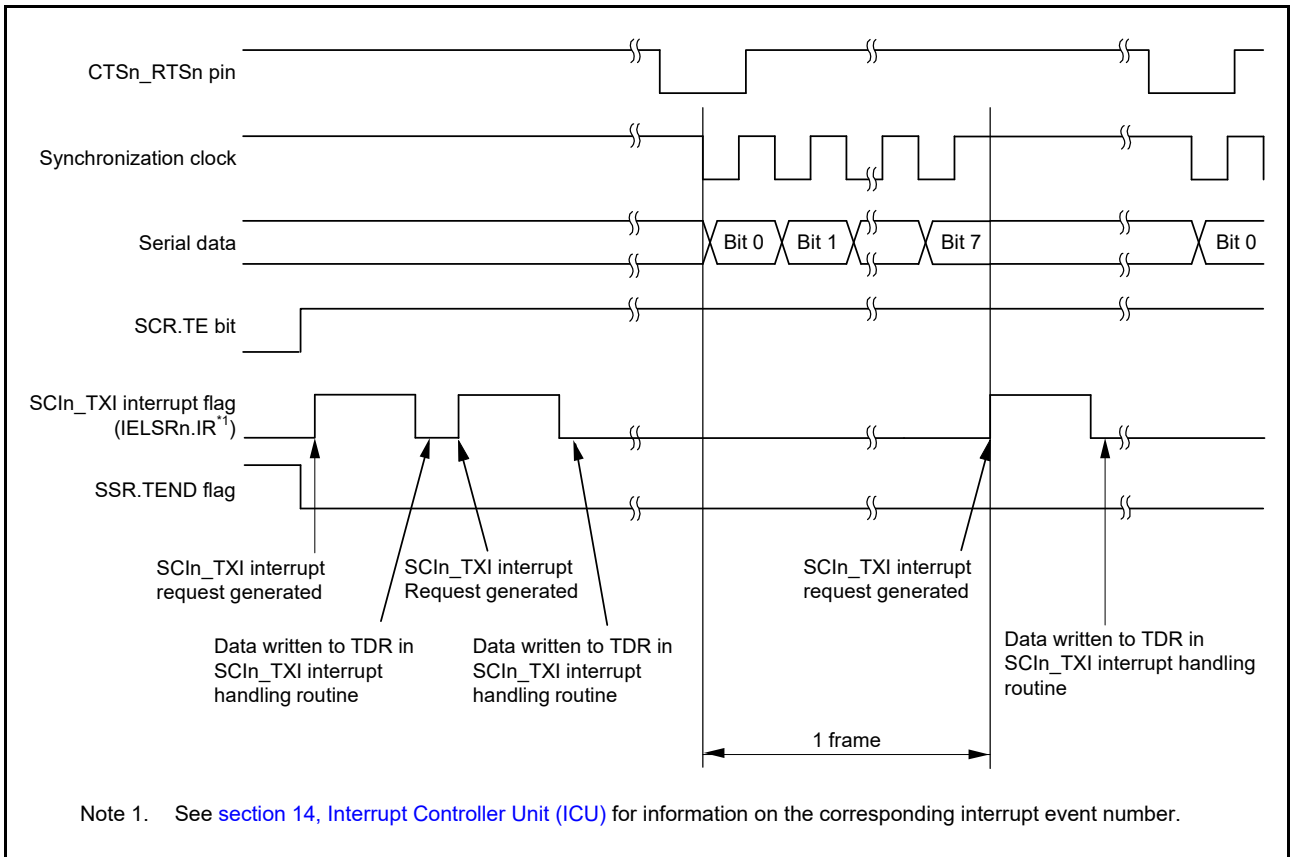 CTSn_RTSn pin
Synchronization clock
Serial data
Bit 0
Bit 1
Bit 7
Bit 0
SCR.TE bit
SCIn_TXI interrupt flag
(IELSRn.IR*1)
SSR.TEND flag
SCIn_TXI interrupt
request generated
SCIn_TXI interrupt
Request generated
SCIn_TXI interrupt
request generated
Data written to TDR in
SCIn_TXI interrupt
handling routine
Data written to TDR in
SCIn_TXI interrupt
handling routine
Data written to TDR in
SCIn_TXI interrupt handling
routine
1 frame
Note 1. See section 14, Interrupt Controller Unit (ICU) for information on the corresponding interrupt event number.